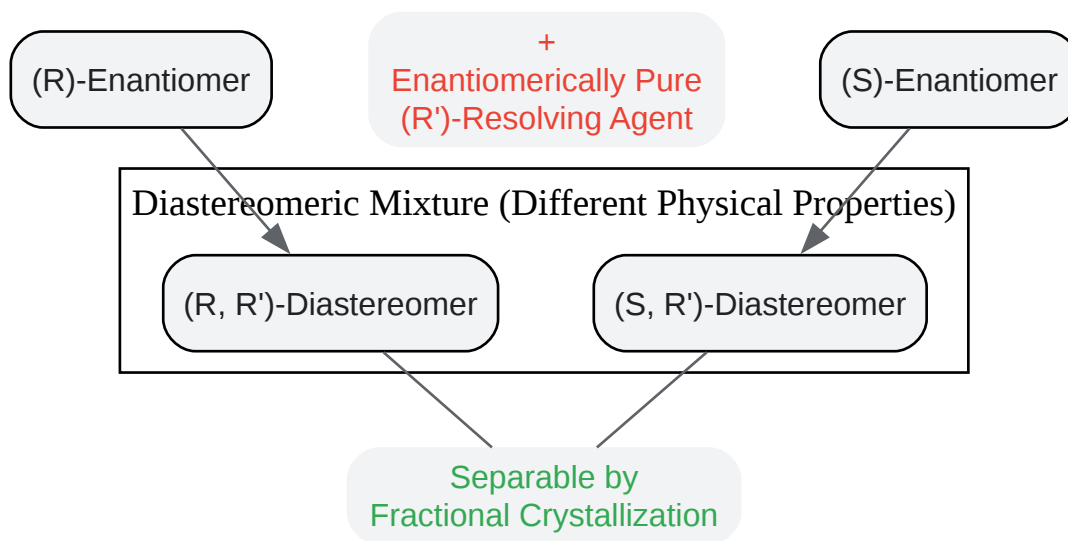 (R)-Enantiomer
+
Enantiomerically Pure
(R')-Resolving Agent
(S)-Enantiomer
Diastereomeric Mixture (Different Physical Properties)
(R, R')-Diastereomer
(S, R')-Diastereomer
Separable by
Fractional Crystallization